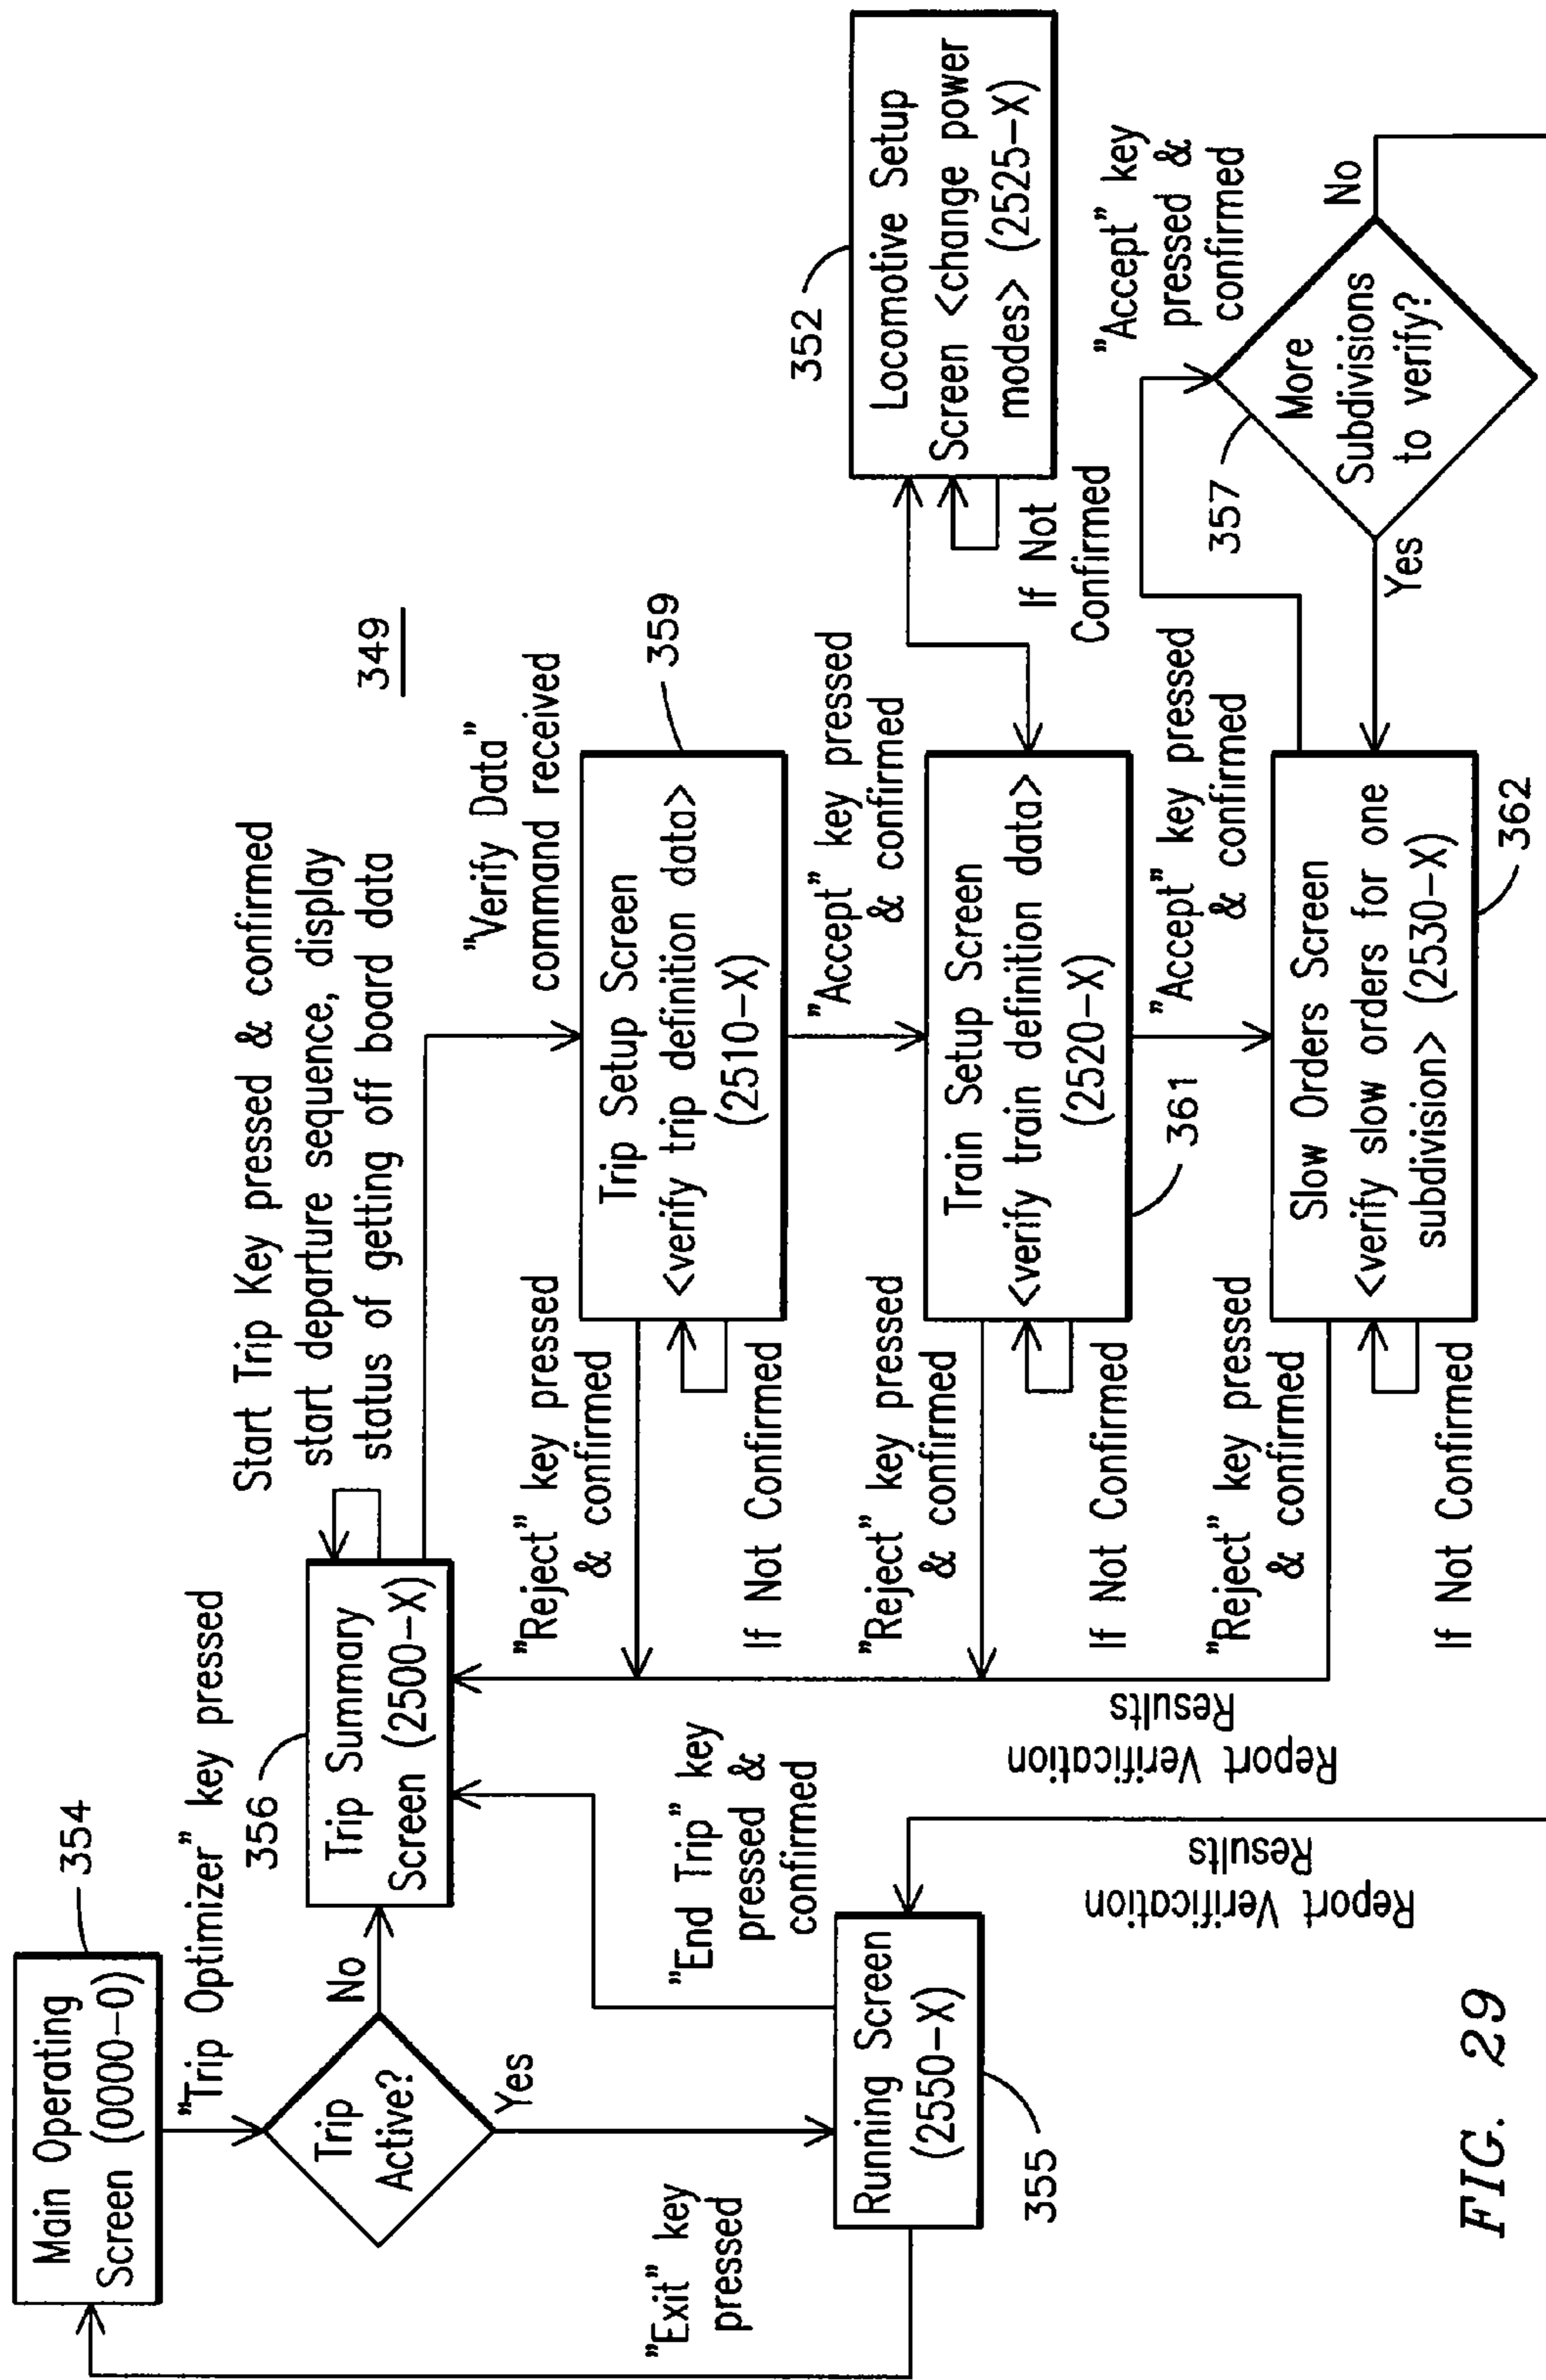 Main Operating
Screen (0000-0)
354
"Trip Optimizer" key pressed
Trip
Active?
No
Yes
356
Trip Summary
Screen (2500-X)
Start Trip Key pressed & confirmed
start departure sequence, display
status of getting off board data
349
"Verify Data"
command received
"Exit" key
pressed
Running Screen
(2550-X)
355
"End Trip" key
pressed &
confirmed
"Reject" key pressed
& confirmed
If Not Confirmed
Trip Setup Screen
<verify trip definition data>
(2510-X)
359
"Accept" key pressed
& confirmed
"Reject" key pressed
& confirmed
If Not Confirmed
Train Setup Screen
<verify train definition data>
(2520-X)
361
352
Locomotive Setup
Screen <change power
modes> (2525-X)
If Not
Confirmed
"Accept" key pressed
& confirmed
"Reject" key pressed
& confirmed
If Not Confirmed
Slow Orders Screen
<verify slow orders for one
subdivision> (2530-X)
362
"Accept" key
pressed &
confirmed
357
More
Subdivisions
to verify?
Yes
No
Report Verification
Results
Report Verification
Results
FIG. 29